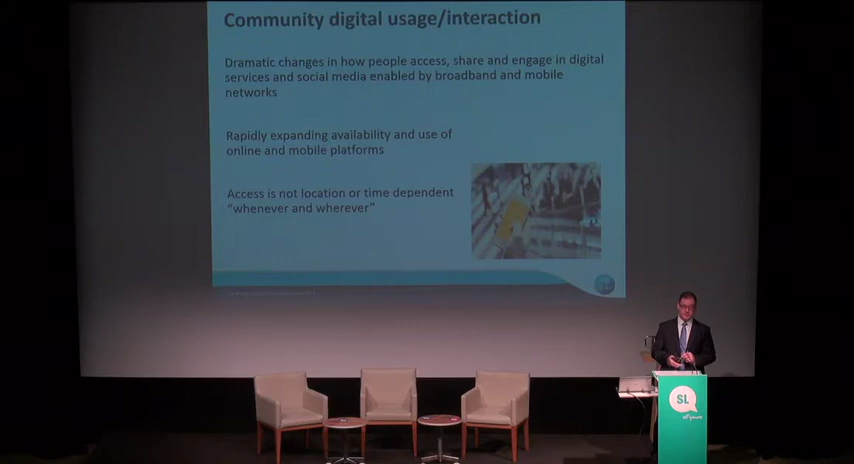 Community digital usage/interaction
Dramatic changes in how people access, share and engage in digital
services and social media enabled by broadband and mobile
networks
Rapidly expanding availability and use of
online and mobile platforms
Access is not location or time dependent
“whenever and wherever”
SL